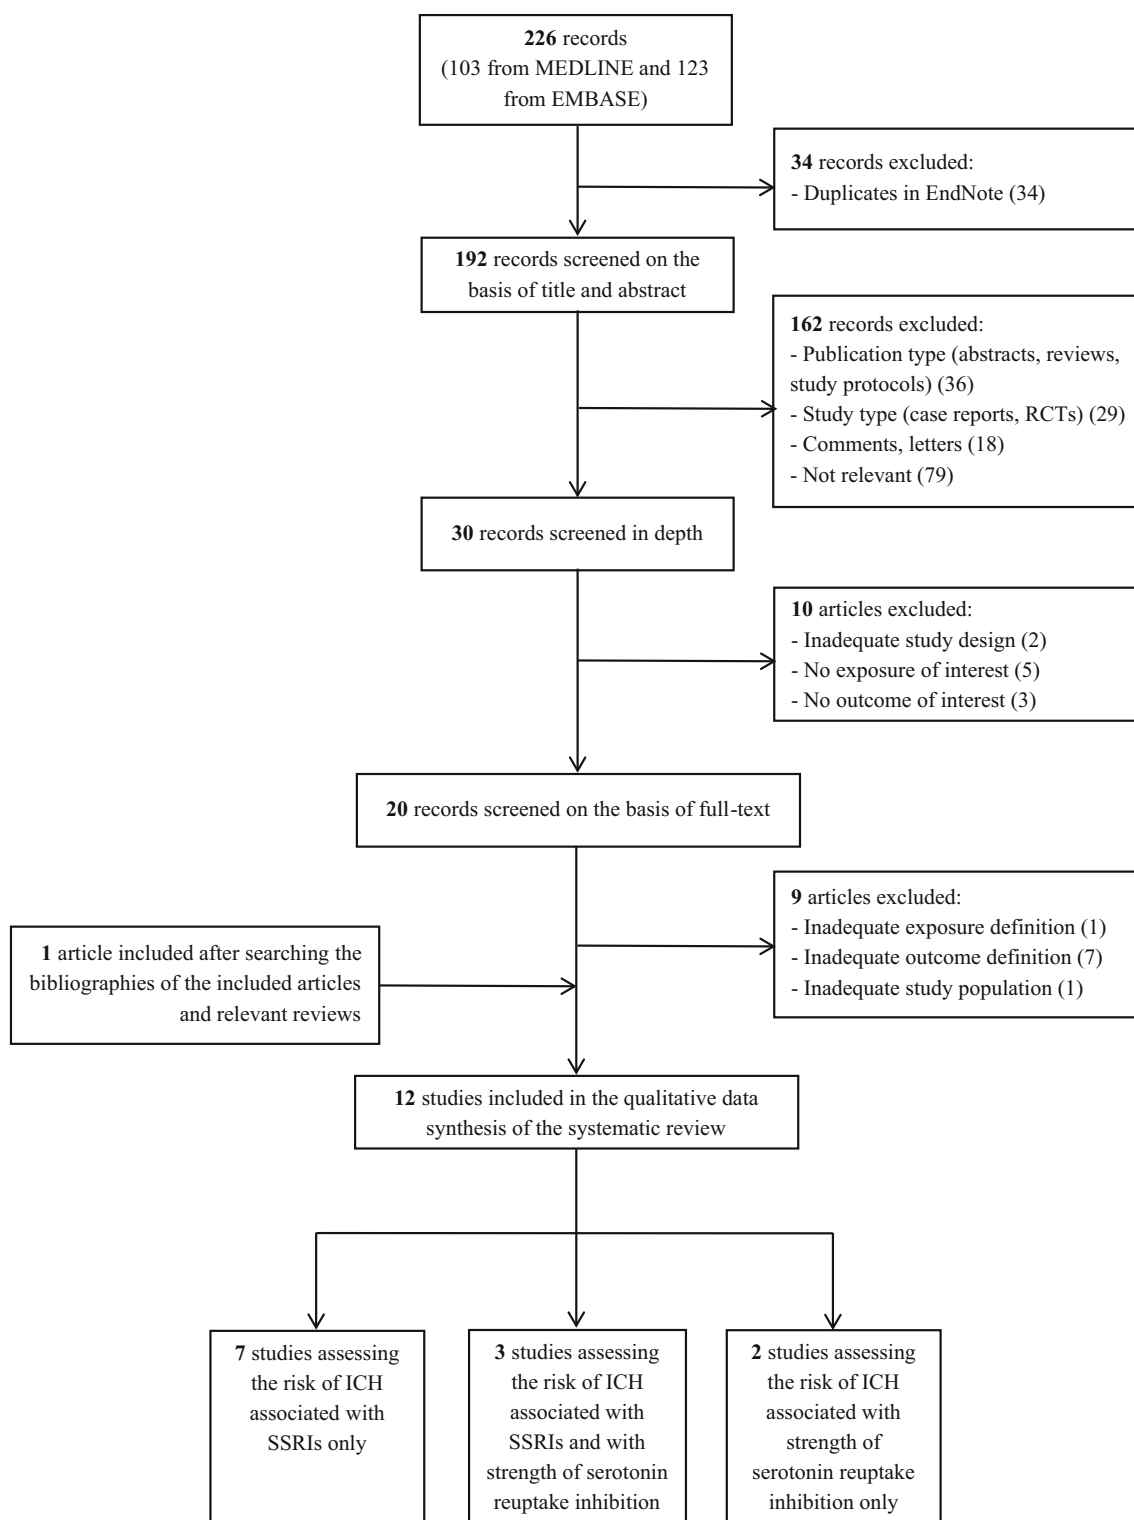 226 records
(103 from MEDLINE and 123
from EMBASE)
34 records excluded:
- Duplicates in EndNote (34)
192 records screened on the
basis of title and abstract
162 records excluded:
- Publication type (abstracts, reviews,
study protocols) (36)
- Study type (case reports, RCTs) (29)
- Comments, letters (18)
- Not relevant (79)
30 records screened in depth
10 articles excluded:
- Inadequate study design (2)
- No exposure of interest (5)
- No outcome of interest (3)
20 records screened on the basis of full-text
9 articles excluded:
- Inadequate exposure definition (1)
- Inadequate outcome definition (7)
- Inadequate study population (1)
1 article included after searching the
bibliographies of the included articles
and relevant reviews
12 studies included in the qualitative data
synthesis of the systematic review
7 studies assessing
the risk of ICH
associated with
SSRIs only
3 studies assessing
the risk of ICH
associated with
SSRIs and with
strength of serotonin
reuptake inhibition
2 studies assessing
the risk of ICH
associated with
strength of
serotonin reuptake
inhibition only